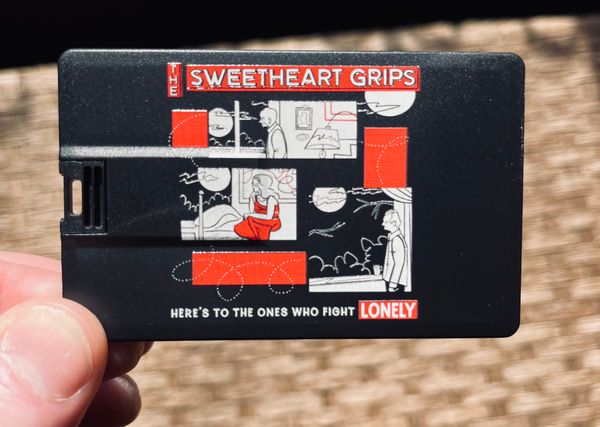 THE SWEETHEART GRIPS
HERE'S TO THE ONES WHO FIGHT LONELY